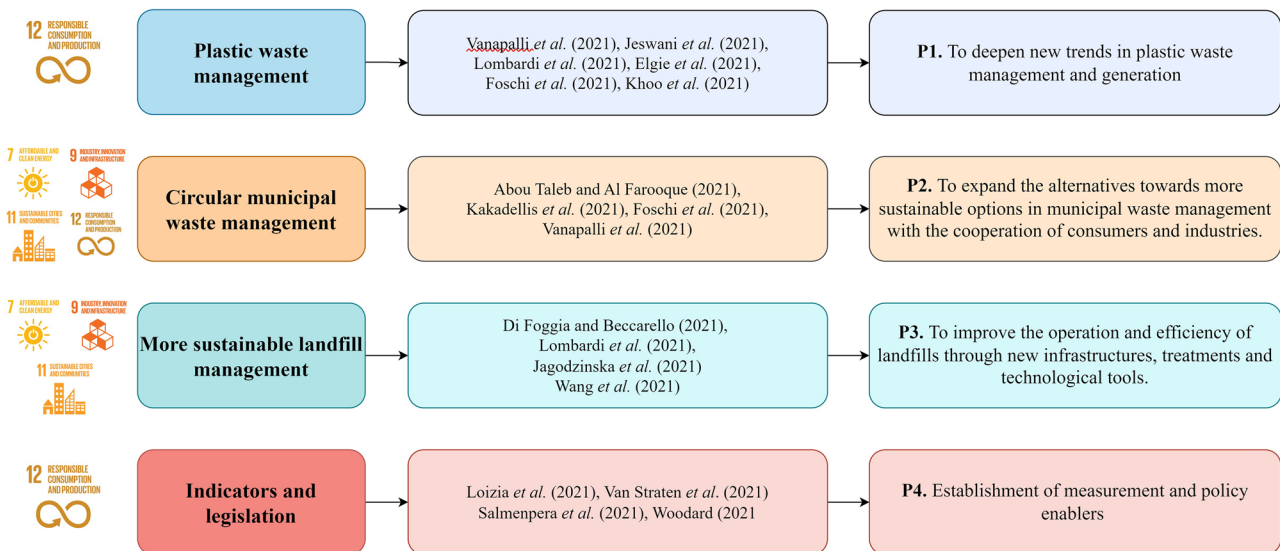 12 RESPONSIBLE
CONSUMPTION
AND PRODUCTION
Plastic waste
management
Vanapalli et al. (2021), Jeswani et al. (2021),
Lombardi et al. (2021), Elgie et al. (2021),
Foschi et al. (2021), Khoo et al. (2021)
P1. To deepen new trends in plastic waste
management and generation
7 AFFORDABLE AND
CLEAN ENERGY
9 INDUSTRY, INNOVATION
AND INFRASTRUCTURE
11 SUSTAINABLE CITIES
AND COMMUNITIES
12 RESPONSIBLE
CONSUMPTION
AND PRODUCTION
Circular municipal
waste management
Abou Taleb and Al Farooque (2021),
Kakadellis et al. (2021), Foschi et al. (2021),
Vanapalli et al. (2021)
P2. To expand the alternatives towards more
sustainable options in municipal waste management
with the cooperation of consumers and industries.
7 AFFORDABLE AND
CLEAN ENERGY
9 INDUSTRY, INNOVATION
AND INFRASTRUCTURE
11 SUSTAINABLE CITIES
AND COMMUNITIES
More sustainable landfill
management
Di Foggia and Beccarello (2021),
Lombardi et al. (2021),
Jagodzinska et al. (2021)
Wang et al. (2021)
P3. To improve the operation and efficiency of
landfills through new infrastructures, treatments and
technological tools.
12 RESPONSIBLE
CONSUMPTION
AND PRODUCTION
Indicators and
legislation
Loizia et al. (2021), Van Straten et al. (2021)
Salmenpera et al. (2021), Woodard (2021
P4. Establishment of measurement and policy
enablers